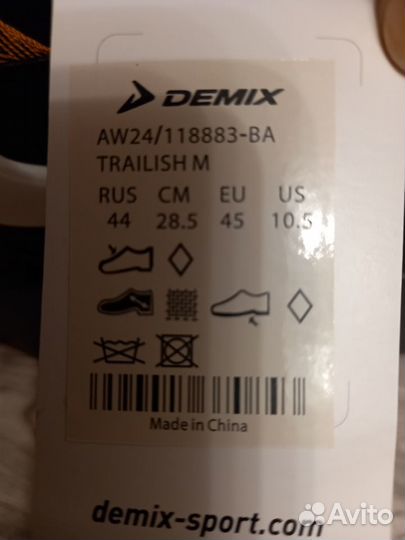 DEMIX
AW24/118883-BA
TRAILISH M
RUS CM EU US
44 28.5 45 10.5
Made in China
demix-sport.com
Avito